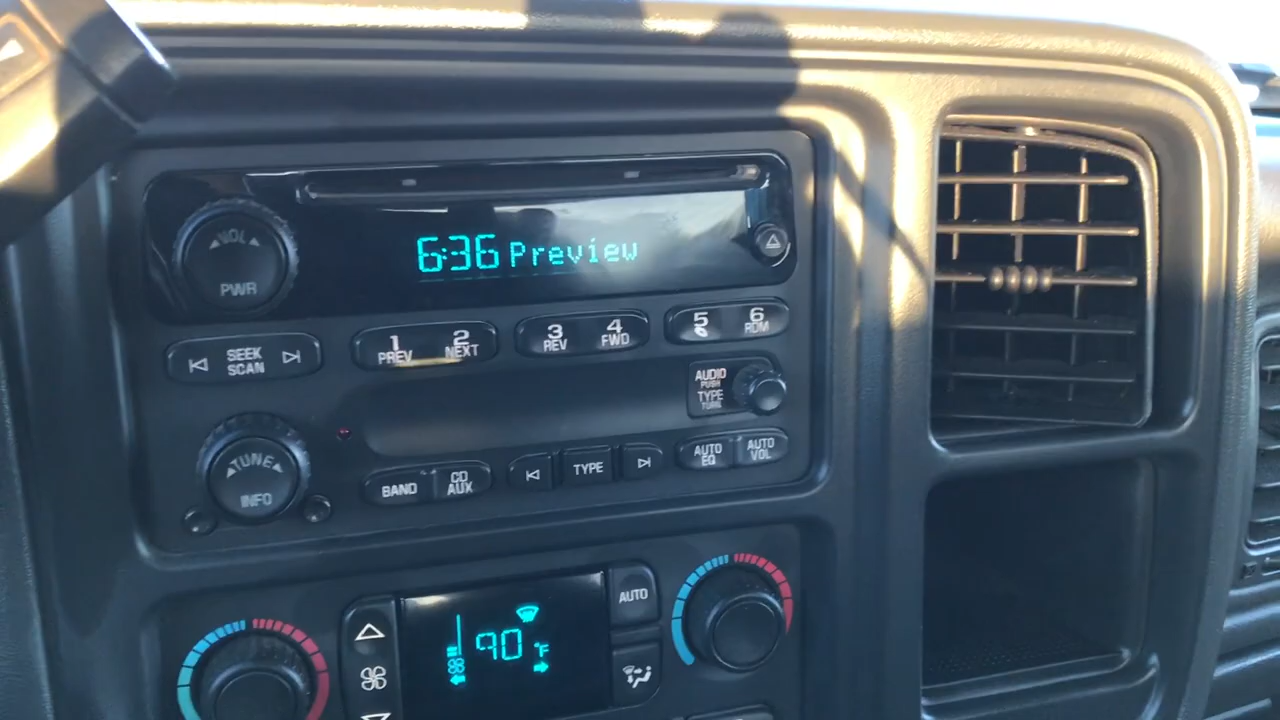 VOL
PWR
6:36 Preview
SEEK
SCAN
1
PREV
2
NEXT
3
REV
4
FWD
5
6
RDM
AUDIO
PUSH
TYPE
TUNE
TUNE
INFO
BAND
CD
AUX
TYPE
AUTO
EQ
AUTO
VOL
AUTO
90 °F